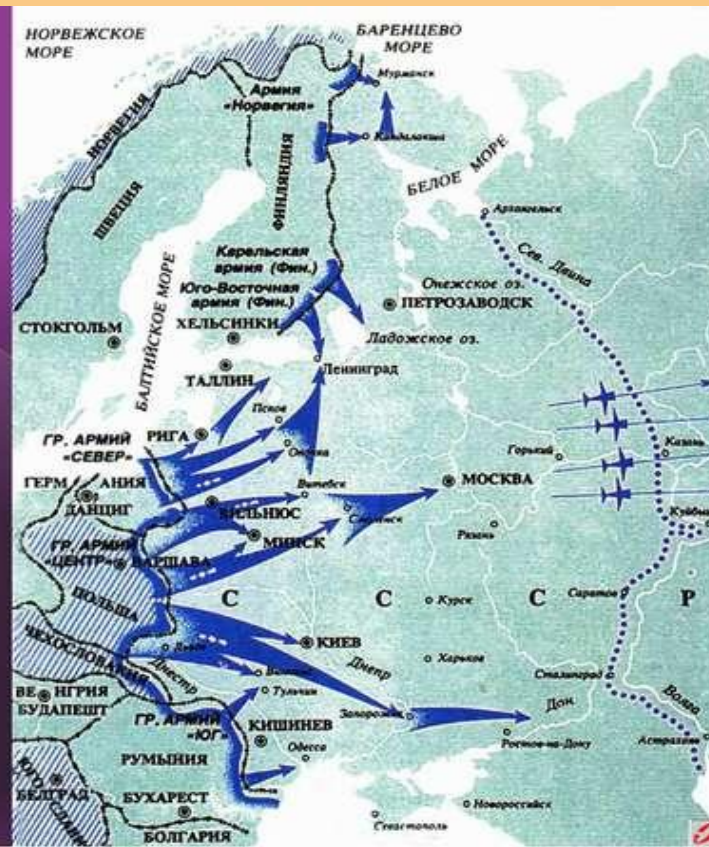 НОРВЕЖСКОЕ
МОРЕ
БАРЕНЦЕВО
МОРЕ
Мурманск
Армия
«Норвегия»
НОРВЕГИЯ
Кандалакша
ФИНЛЯНДИЯ
БЕЛОЕ МОРЕ
ШВЕЦИЯ
Архангельск
Сев. Двина
Карельская
армия (Фин.)
Юго-Восточная
армия (Фин.)
Онежское оз.
ПЕТРОЗАВОДСК
БАЛТИЙСКОЕ МОРЕ
СТОКГОЛЬМ
ХЕЛЬСИНКИ
Ладожское оз.
ТАЛЛИН
Ленинград
Псков
ГР. АРМИЙ
«СЕВЕР»
РИГА
Опочка
Горький
Казань
ГЕРМАНИЯ
Витебск
МОСКВА
ДАНЦИГ
ВИЛЬНЮС
Смоленск
Куйбы
ГР. АРМИЙ
«ЦЕНТР»
ВАРШАВА
МИНСК
Рязань
ПОЛЬША
С С С Р
Курск
Саратов
ЧЕХОСЛОВАКИЯ
Львов
КИЕВ
Харьков
Днестр
Днепр
Сталинград
ВЕНГРИЯ
БУДАПЕШТ
Тульчин
Запорожье
Дон
Волга
ГР. АРМИЙ
«ЮГ»
КИШИНЕВ
Одесса
Ростов-на-Дону
Астрахань
РУМЫНИЯ
БЕЛГРАД
БУХАРЕСТ
Новороссийск
Севастополь
БОЛГАРИЯ